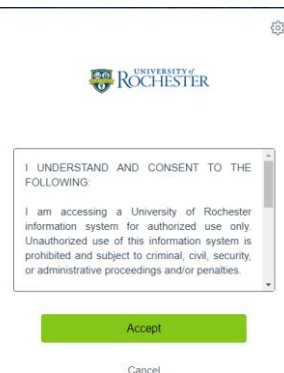 UNIVERSITY of
ROCHESTER
I UNDERSTAND AND CONSENT TO THE
FOLLOWING:
I am accessing a University of Rochester
information system for authorized use only.
Unauthorized use of this information system is
prohibited and subject to criminal, civil, security,
or administrative proceedings and/or penalties.
Accept
Cancel